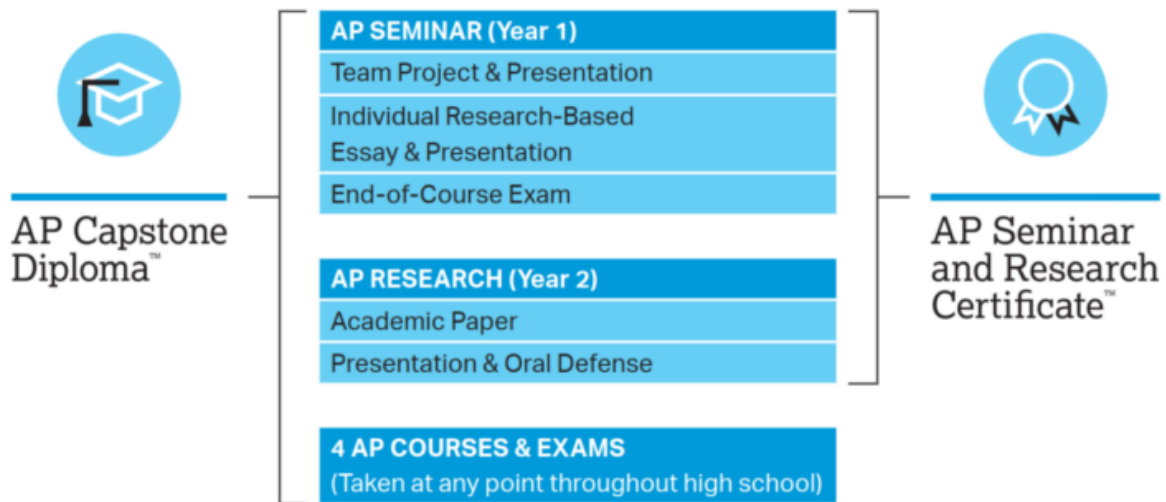 AP Capstone
Diploma™
AP SEMINAR (Year 1)
Team Project & Presentation
Individual Research-Based
Essay & Presentation
End-of-Course Exam
AP RESEARCH (Year 2)
Academic Paper
Presentation & Oral Defense
4 AP COURSES & EXAMS
(Taken at any point throughout high school)
AP Seminar
and Research
Certificate™